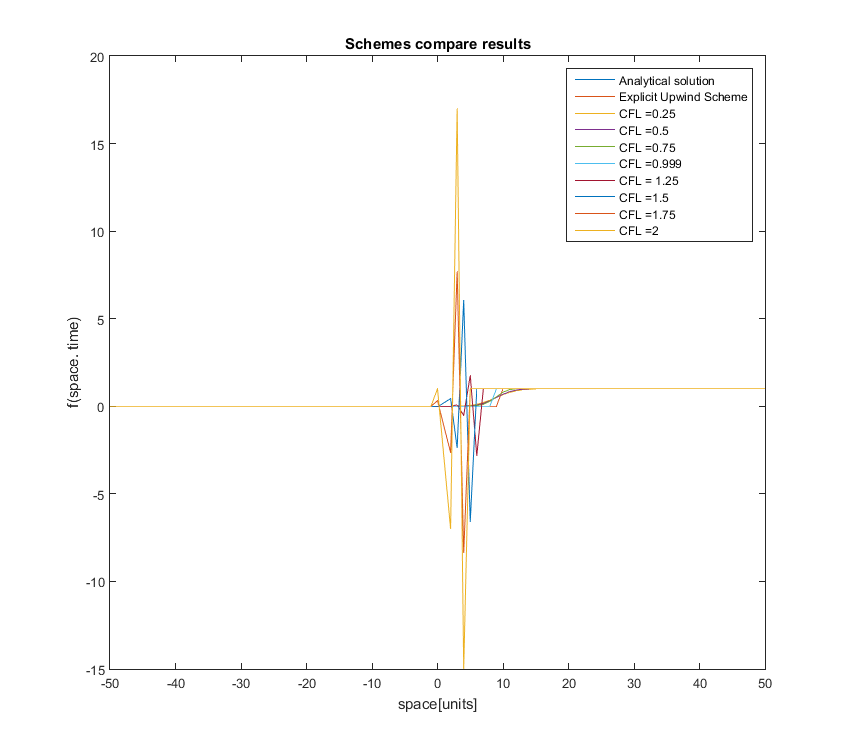 Schemes compare results
20
15
10
5
0
-5
-10
-15
f(space. time)
-50
-40
-30
-20
-10
0
10
20
30
40
50
space[units]
Analytical solution
Explicit Upwind Scheme
CFL =0.25
CFL =0.5
CFL =0.75
CFL =0.999
CFL = 1.25
CFL =1.5
CFL =1.75
CFL =2